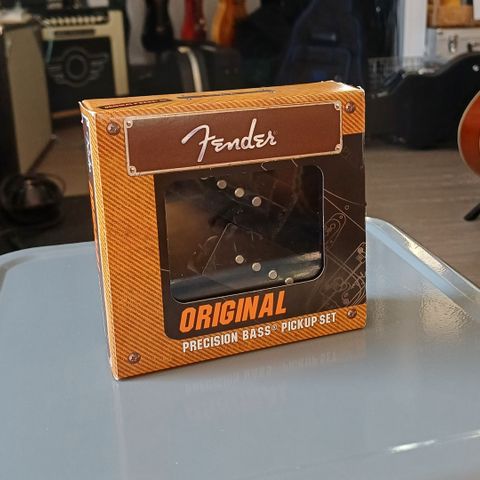 Fender®
ORIGINAL
PRECISION BASS® PICKUP SET